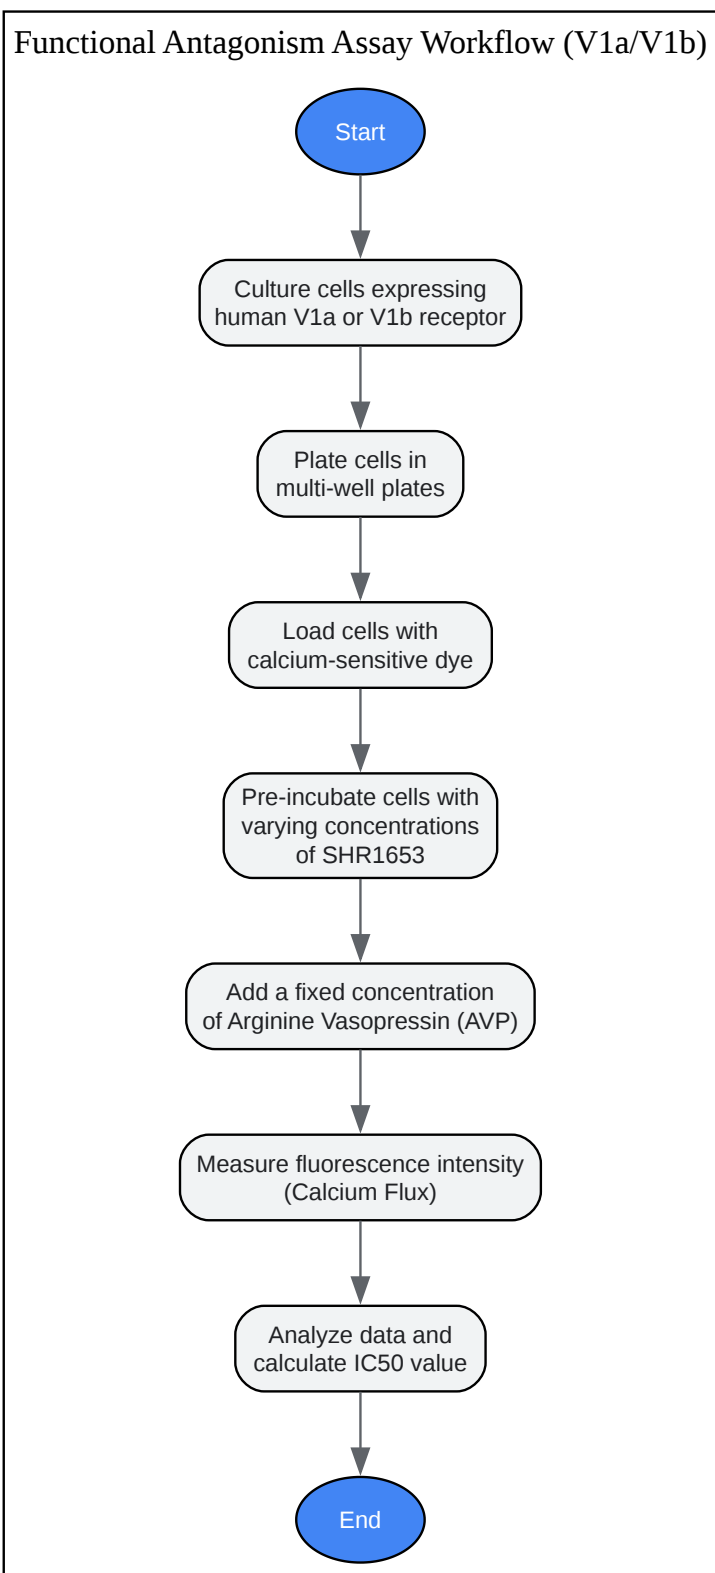 Functional Antagonism Assay Workflow (V1a/V1b)
Start
Culture cells expressing
human V1a or V1b receptor
Plate cells in
multi-well plates
Load cells with
calcium-sensitive dye
Pre-incubate cells with
varying concentrations
of SHR1653
Add a fixed concentration
of Arginine Vasopressin (AVP)
Measure fluorescence intensity
(Calcium Flux)
Analyze data and
calculate IC50 value
End